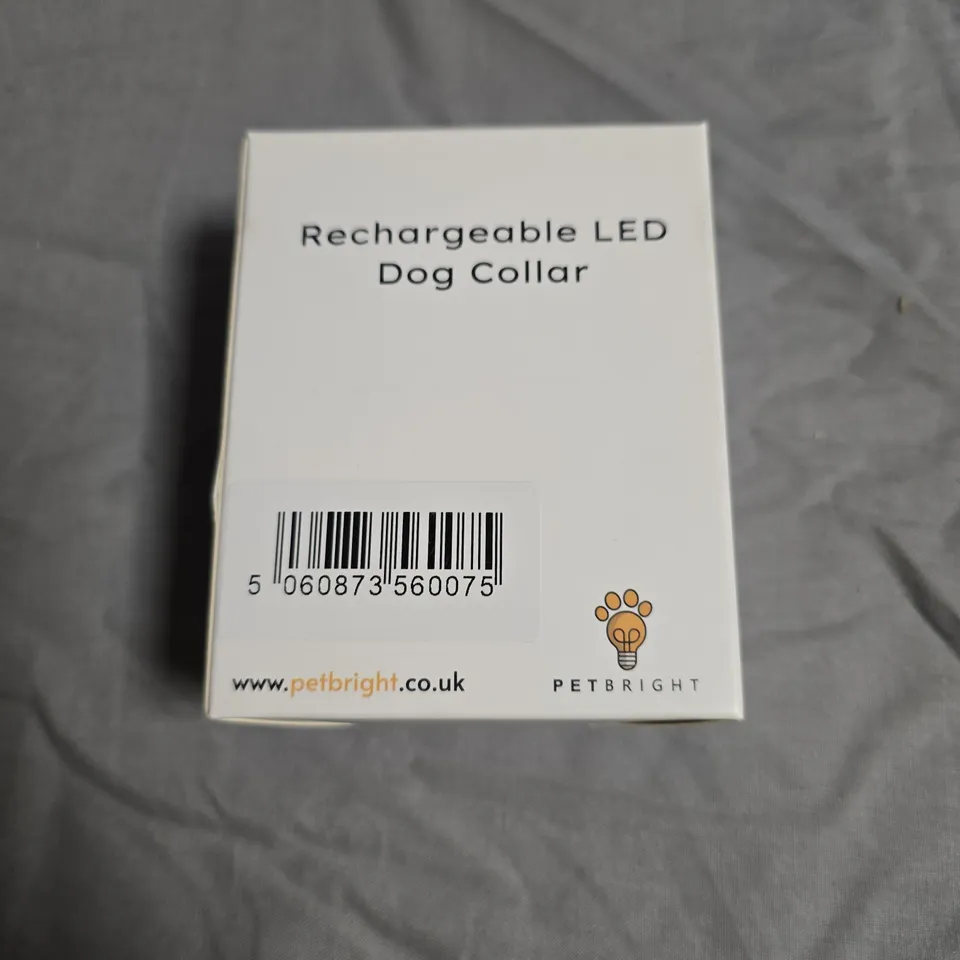 Rechargeable LED
Dog Collar
5 060873 560075
www.petbright.co.uk
PETBRIGHT